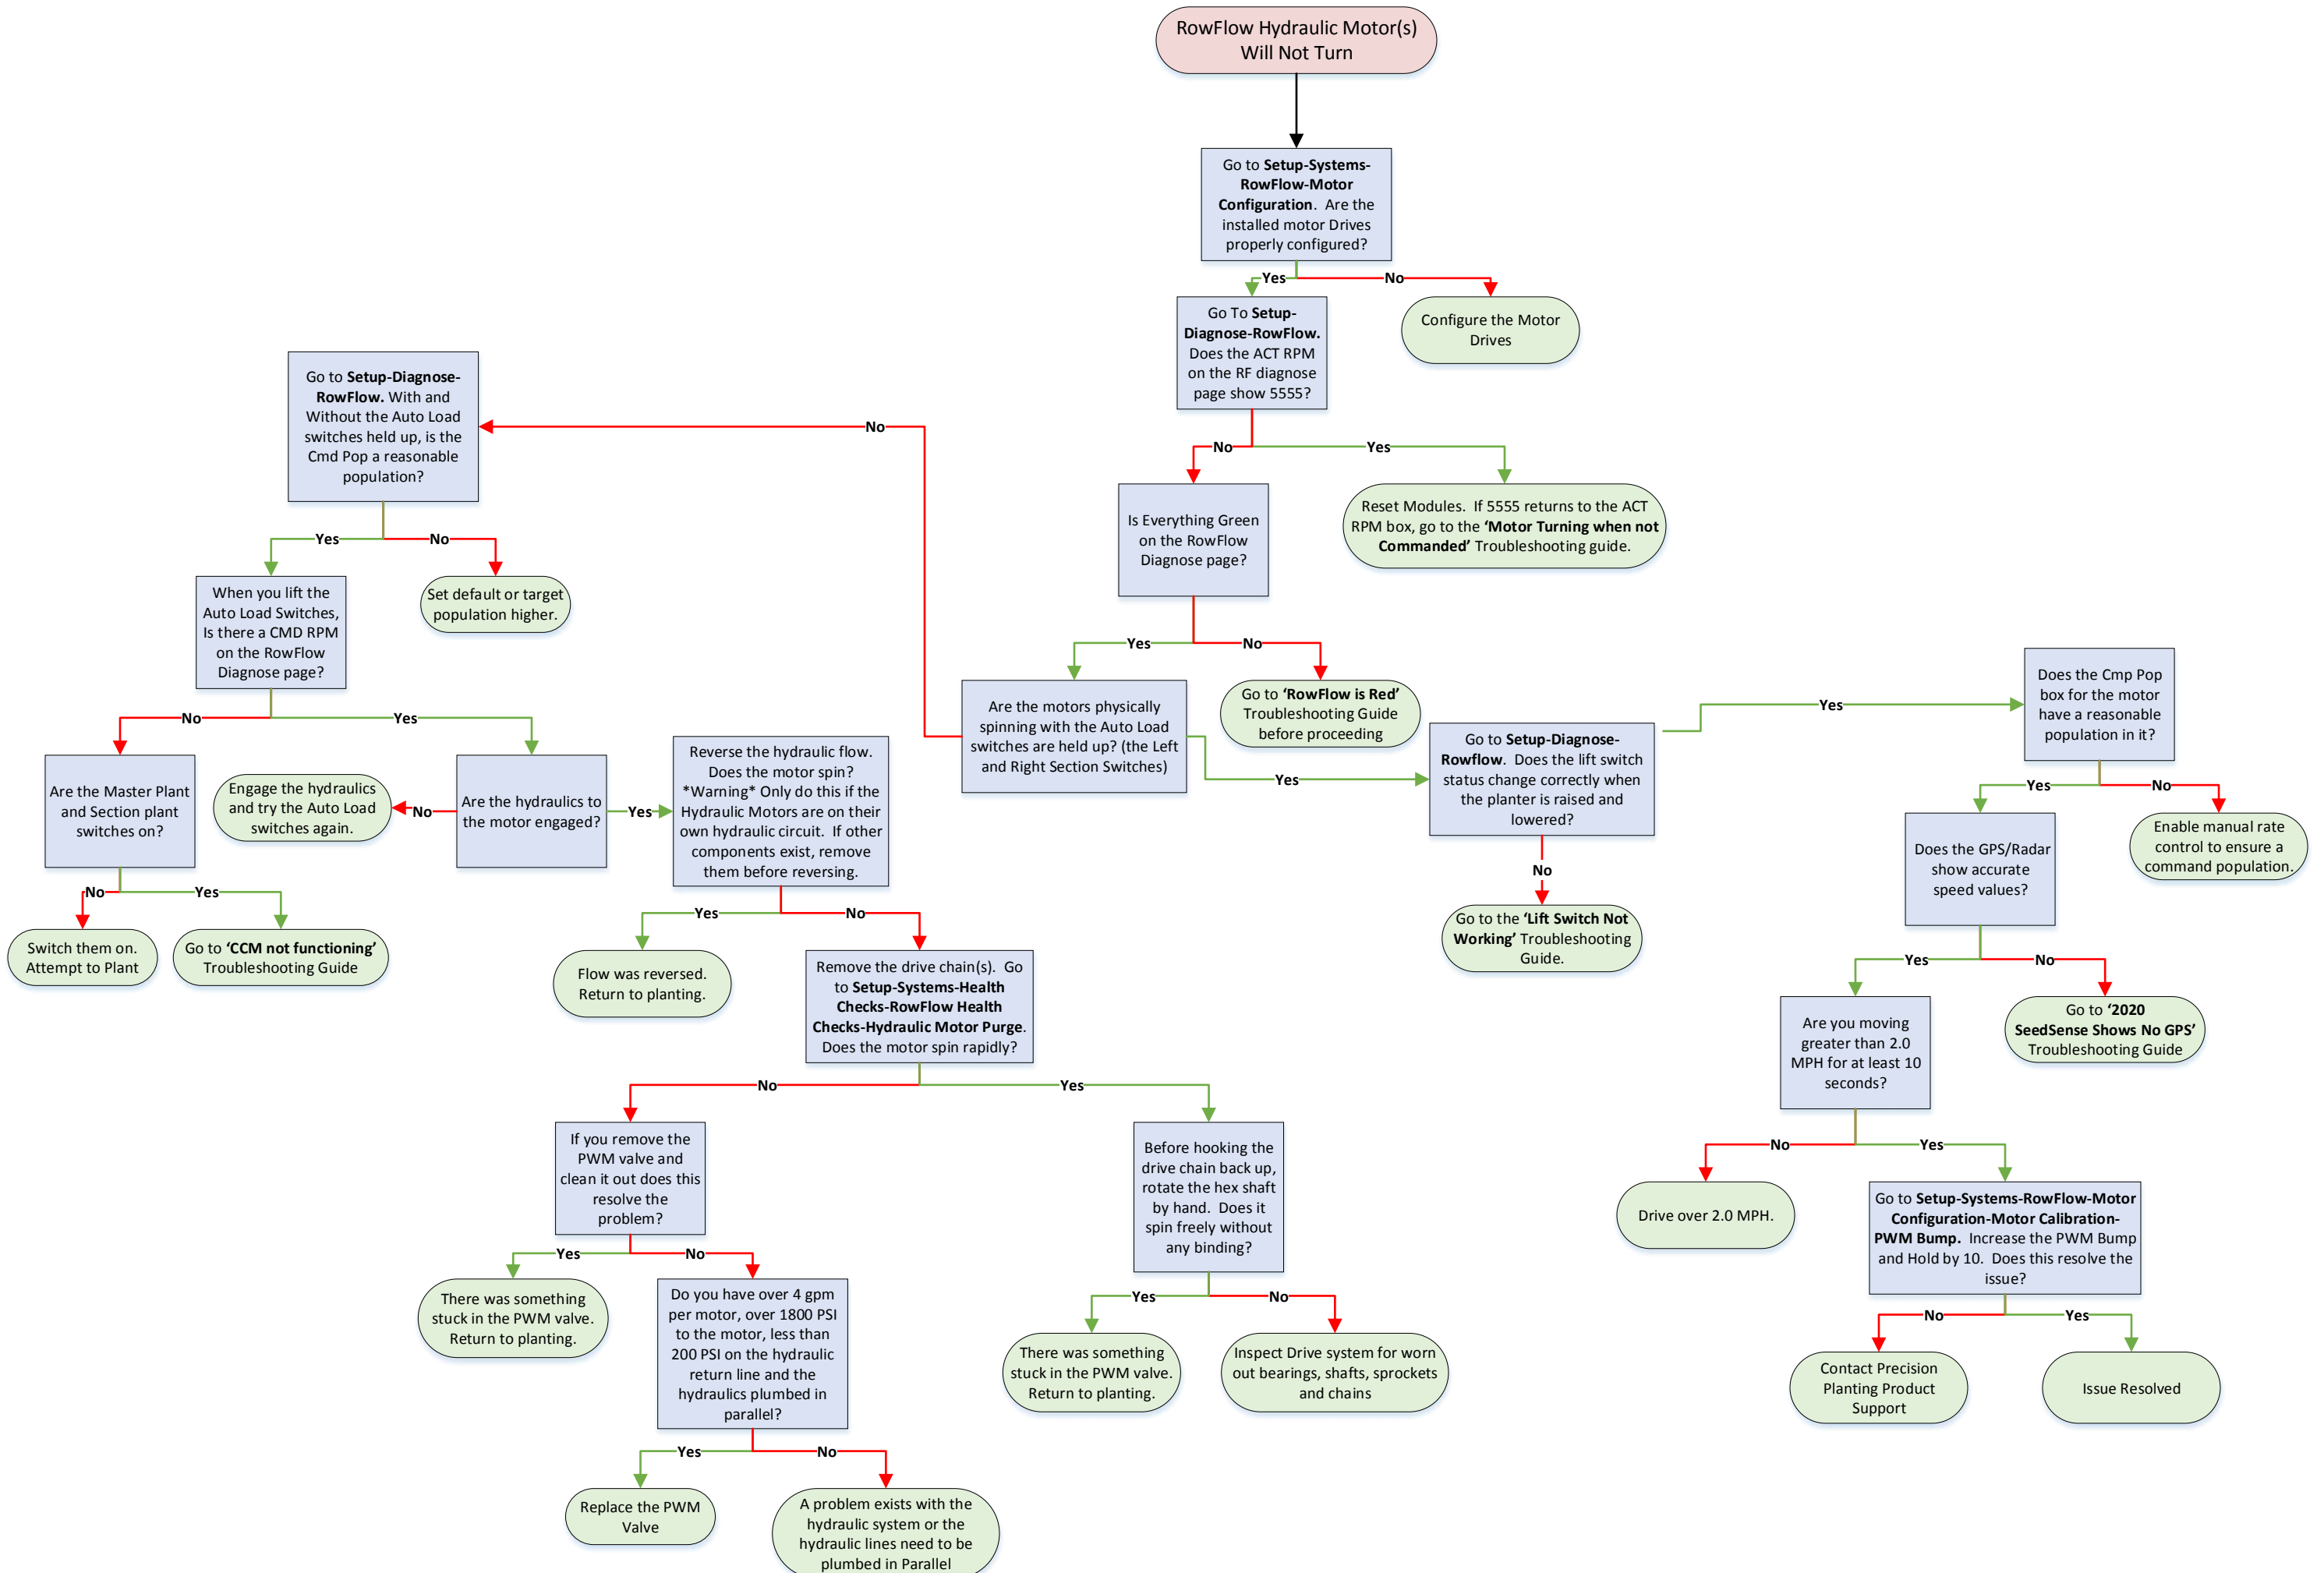 RowFlow Hydraulic Motor(s)
Will Not Turn
Go to Setup-Systems-
RowFlow-Motor
Configuration.  Are the
installed motor Drives
properly configured?
Yes
No
Go To Setup-
Diagnose-RowFlow.
Does the ACT RPM
on the RF diagnose
page show 5555?
Configure the Motor
Drives
No
Yes
Reset Modules.  If 5555 returns to the ACT
RPM box, go to the ‘Motor Turning when not
Commanded’ Troubleshooting guide.
Is Everything Green
on the RowFlow
Diagnose page?
Yes
No
Go to ‘RowFlow is Red’
Troubleshooting Guide
before proceeding
Are the motors physically
spinning with the Auto Load
switches are held up? (the Left
and Right Section Switches)
No
Yes
Go to Setup-Diagnose-
RowFlow. With and
Without the Auto Load
switches held up, is the
Cmd Pop a reasonable
population?
Yes
No
Set default or target
population higher.
When you lift the
Auto Load Switches,
Is there a CMD RPM
on the RowFlow
Diagnose page?
No
Yes
Are the Master Plant
and Section plant
switches on?
No
Yes
Switch them on.
Attempt to Plant
Go to ‘CCM not functioning’
Troubleshooting Guide
Engage the hydraulics
and try the Auto Load
switches again.
No
Are the hydraulics to
the motor engaged?
Yes
Reverse the hydraulic flow.
Does the motor spin?
*Warning* Only do this if the
Hydraulic Motors are on their
own hydraulic circuit.  If other
components exist, remove
them before reversing.
Yes
No
Flow was reversed.
Return to planting.
Remove the drive chain(s).  Go
to Setup-Systems-Health
Checks-RowFlow Health
Checks-Hydraulic Motor Purge.
Does the motor spin rapidly?
No
Yes
If you remove the
PWM valve and
clean it out does this
resolve the
problem?
Yes
No
There was something
stuck in the PWM valve.
Return to planting.
Do you have over 4 gpm
per motor, over 1800 PSI
to the motor, less than
200 PSI on the hydraulic
return line and the
hydraulics plumbed in
parallel?
Yes
No
Replace the PWM
Valve
A problem exists with the
hydraulic system or the
hydraulic lines need to be
plumbed in Parallel
Before hooking the
drive chain back up,
rotate the hex shaft
by hand.  Does it
spin freely without
any binding?
Yes
No
There was something
stuck in the PWM valve.
Return to planting.
Inspect Drive system for worn
out bearings, shafts, sprockets
and chains
Go to Setup-Diagnose-
Rowflow.  Does the lift switch
status change correctly when
the planter is raised and
lowered?
Yes
No
Go to the ‘Lift Switch Not
Working’ Troubleshooting
Guide.
Does the Cmp Pop
box for the motor
have a reasonable
population in it?
Yes
No
Enable manual rate
control to ensure a
command population.
Does the GPS/Radar
show accurate
speed values?
Yes
No
Go to ‘2020
SeedSense Shows No GPS’
Troubleshooting Guide
Are you moving
greater than 2.0
MPH for at least 10
seconds?
No
Yes
Drive over 2.0 MPH.
Go to Setup-Systems-RowFlow-Motor
Configuration-Motor Calibration-
PWM Bump.  Increase the PWM Bump
and Hold by 10.  Does this resolve the
issue?
No
Yes
Contact Precision
Planting Product
Support
Issue Resolved